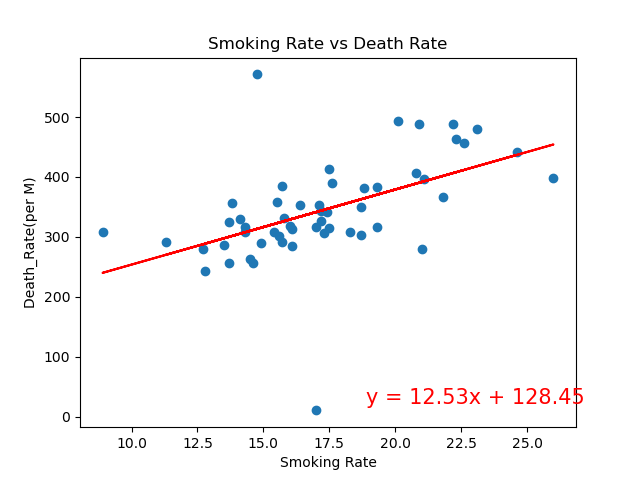 Smoking Rate vs Death Rate
Death_Rate(per M)
500
400
300
200
100
0
y = 12.53x + 128.45
10.0 12.5 15.0 17.5 20.0 22.5 25.0
Smoking Rate